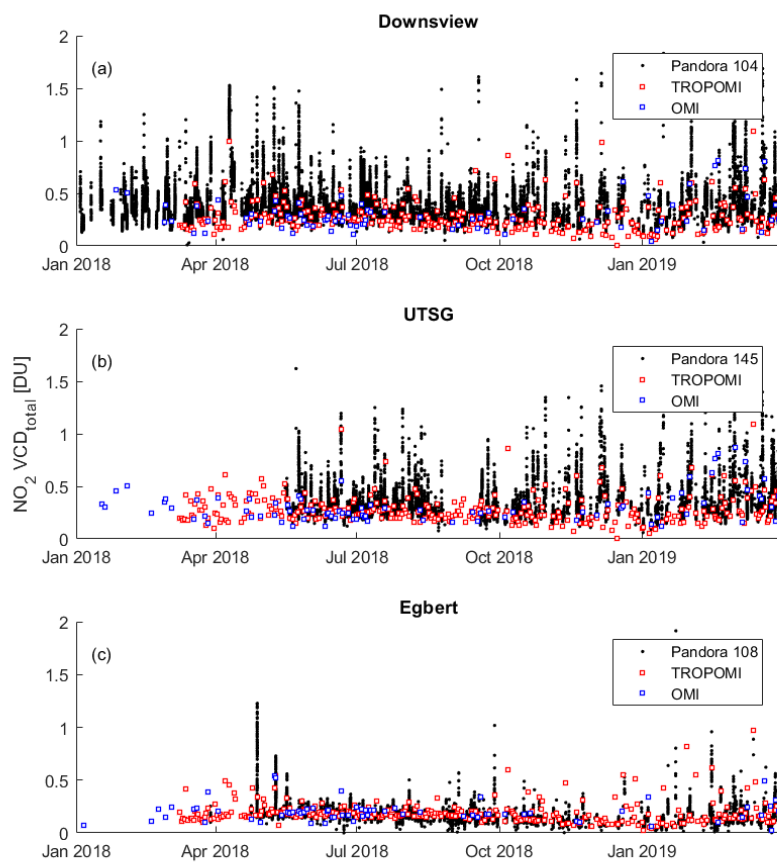 Downsview
2
(a)
Pandora 104
TROPOMI
OMI
1.5
1
0.5
0
Jan 2018 Apr 2018 Jul 2018 Oct 2018 Jan 2019
UTSG
2
(b)
Pandora 145
TROPOMI
OMI
1.5
1
0.5
0
Jan 2018 Apr 2018 Jul 2018 Oct 2018 Jan 2019
NO2 VCDtotal [DU]
Egbert
2
(c)
Pandora 108
TROPOMI
OMI
1.5
1
0.5
0
Jan 2018 Apr 2018 Jul 2018 Oct 2018 Jan 2019